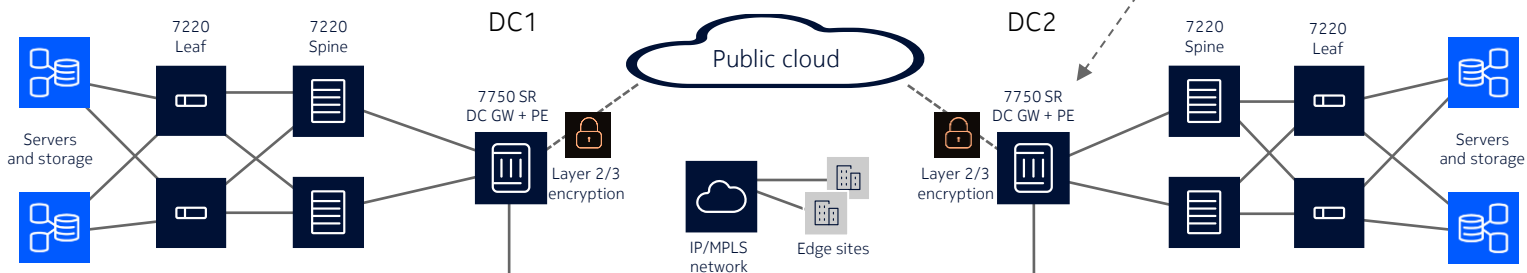 DC1
DC2
7220
Leaf
7220
Spine
Public cloud
7220
Spine
7220
Leaf
7750 SR
DC GW + PE
7750 SR
DC GW + PE
Servers
and storage
Servers
and storage
Layer 2/3
encryption
Layer 2/3
encryption
IP/MPLS
network
Edge sites